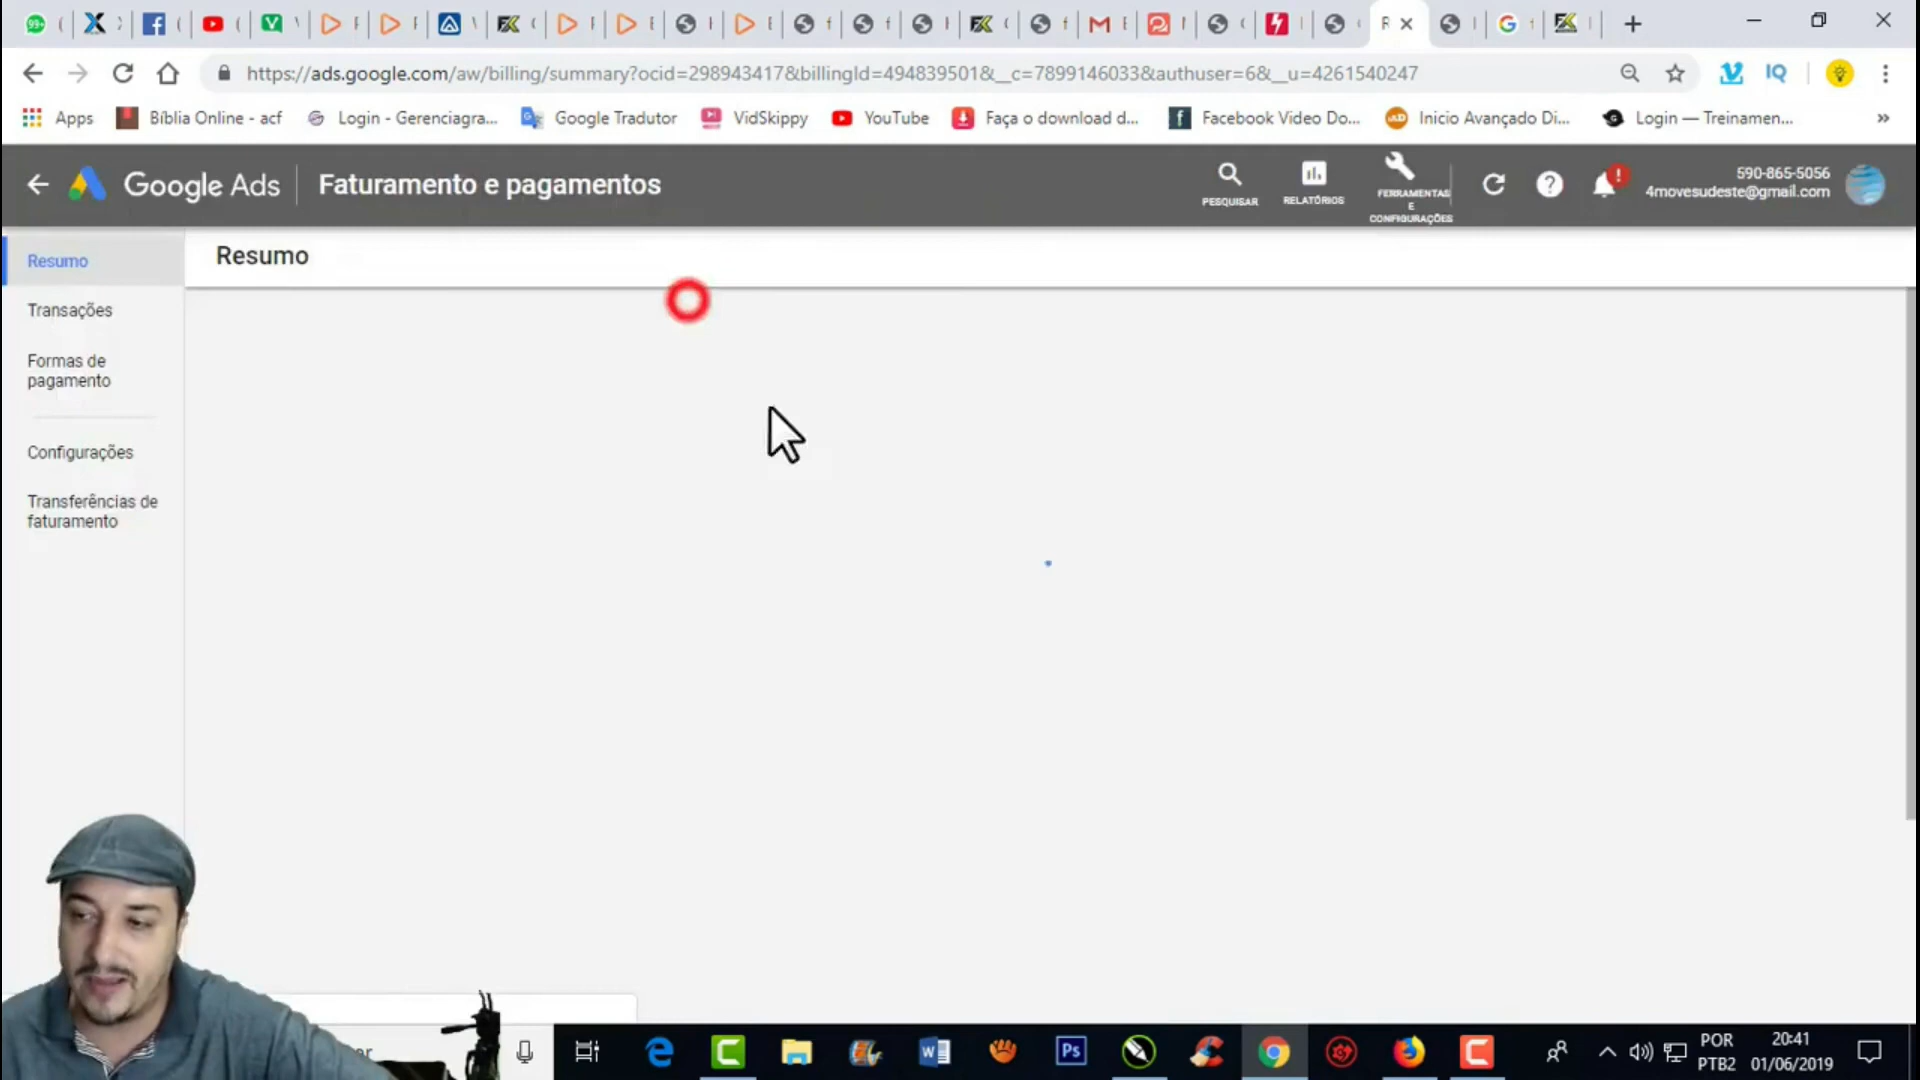 https://ads.google.com/aw/billing/summary?ocid=298943417&billingId=494839501&__c=7899146033&authuser=6&__u=4261540247
Apps
Bíblia Online - acf
Login - Gerenciagra...
Google Tradutor
VidSkippy
YouTube
Faça o download d...
Facebook Video Do...
Inicio Avançado Di...
Login — Treinamen...
Google Ads
Faturamento e pagamentos
PESQUISAR
RELATÓRIOS
FERRAMENTAS
E
CONFIGURAÇÕES
590-865-5056
4movesudeste@gmail.com
Resumo
Resumo
Transações
Formas de
pagamento
Configurações
Transferências de
faturamento
POR
PTB2
20:41
01/06/2019